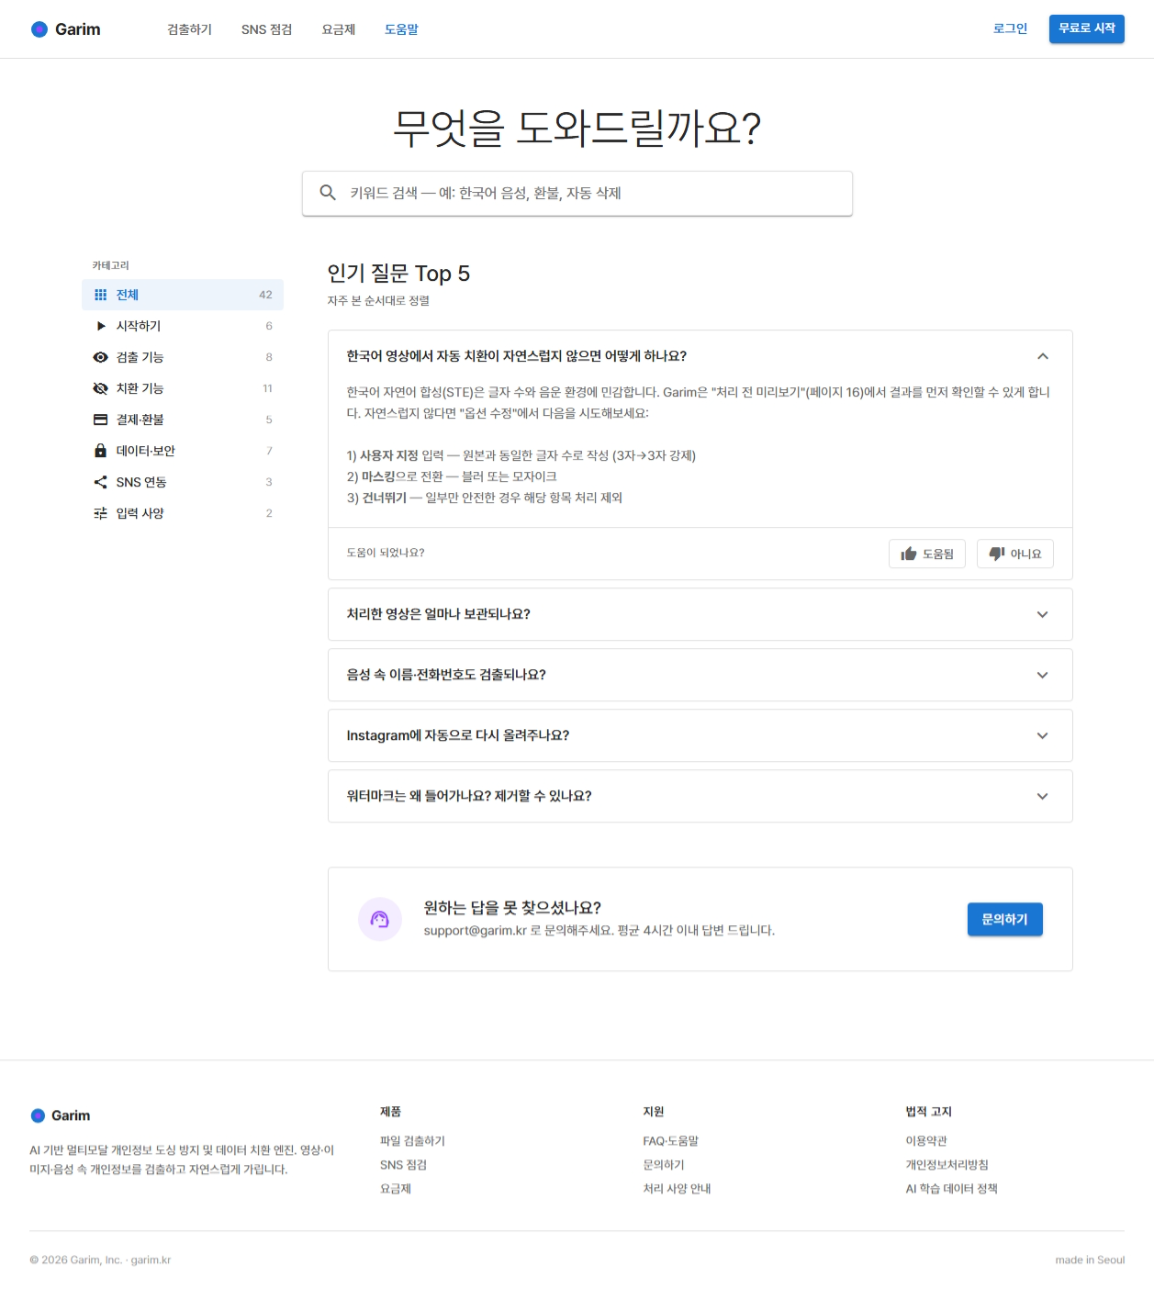 Garim
검출하기
SNS 점검
요금제
도움말
로그인
무료로 시작
무엇을 도와드릴까요?
키워드 검색 — 예: 한국어 음성, 환불, 자동 삭제
카테고리
전체 42
시작하기 6
검출 기능 8
치환 기능 11
결제·환불 5
데이터·보안 7
SNS 연동 3
입력 사양 2
인기 질문 Top 5
자주 본 순서대로 정렬
한국어 영상에서 자동 치환이 자연스럽지 않으면 어떻게 하나요?
한국어 자연어 합성(STE)은 글자 수와 음운 환경에 민감합니다. Garim은 "처리 전 미리보기"(페이지 16)에서 결과를 먼저 확인할 수 있게 합니
다. 자연스럽지 않다면 "옵션 수정"에서 다음을 시도해보세요:
1) 사용자 지정 입력 — 원본과 동일한 글자 수로 작성 (3자→3자 강제)
2) 마스킹으로 전환 — 블러 또는 모자이크
3) 건너뛰기 — 일부만 안전한 경우 해당 항목 처리 제외
도움이 되었나요?
도움됨
아니요
처리한 영상은 얼마나 보관되나요?
음성 속 이름·전화번호도 검출되나요?
Instagram에 자동으로 다시 올려주나요?
워터마크는 왜 들어가나요? 제거할 수 있나요?
원하는 답을 못 찾으셨나요?
support@garim.kr 로 문의해주세요. 평균 4시간 이내 답변 드립니다.
문의하기
Garim
AI 기반 멀티모달 개인정보 도싱 방지 및 데이터 치환 엔진. 영상·이
미지·음성 속 개인정보를 검출하고 자연스럽게 가립니다.
제품
파일 검출하기
SNS 점검
요금제
지원
FAQ·도움말
문의하기
처리 사양 안내
법적 고지
이용약관
개인정보처리방침
AI 학습 데이터 정책
© 2026 Garim, Inc. · garim.kr
made in Seoul